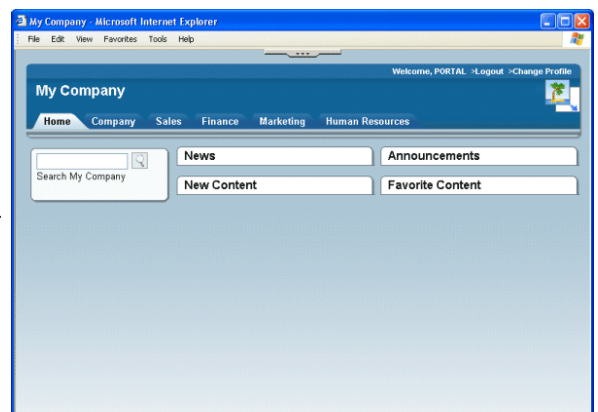 My Company - Microsoft Internet Explorer
File Edit View Favorites Tools Help
Welcome, PORTAL >Logout >Change Profile
My Company
Home Company Sales Finance Marketing Human Resources
News Announcements
Search My Company
New Content Favorite Content